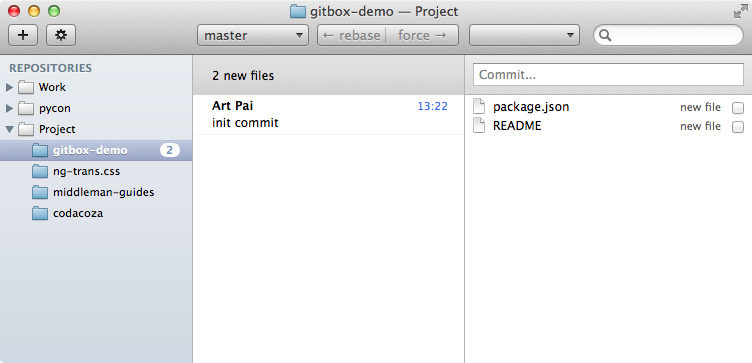 gitbox-demo — Project
+
master
← rebase force →
REPOSITORIES
Work
pycon
Project
gitbox-demo 2
ng-trans.css
middleman-guides
codacoza
2 new files
Art Pai 13:22
init commit
Commit...
package.json new file
README new file